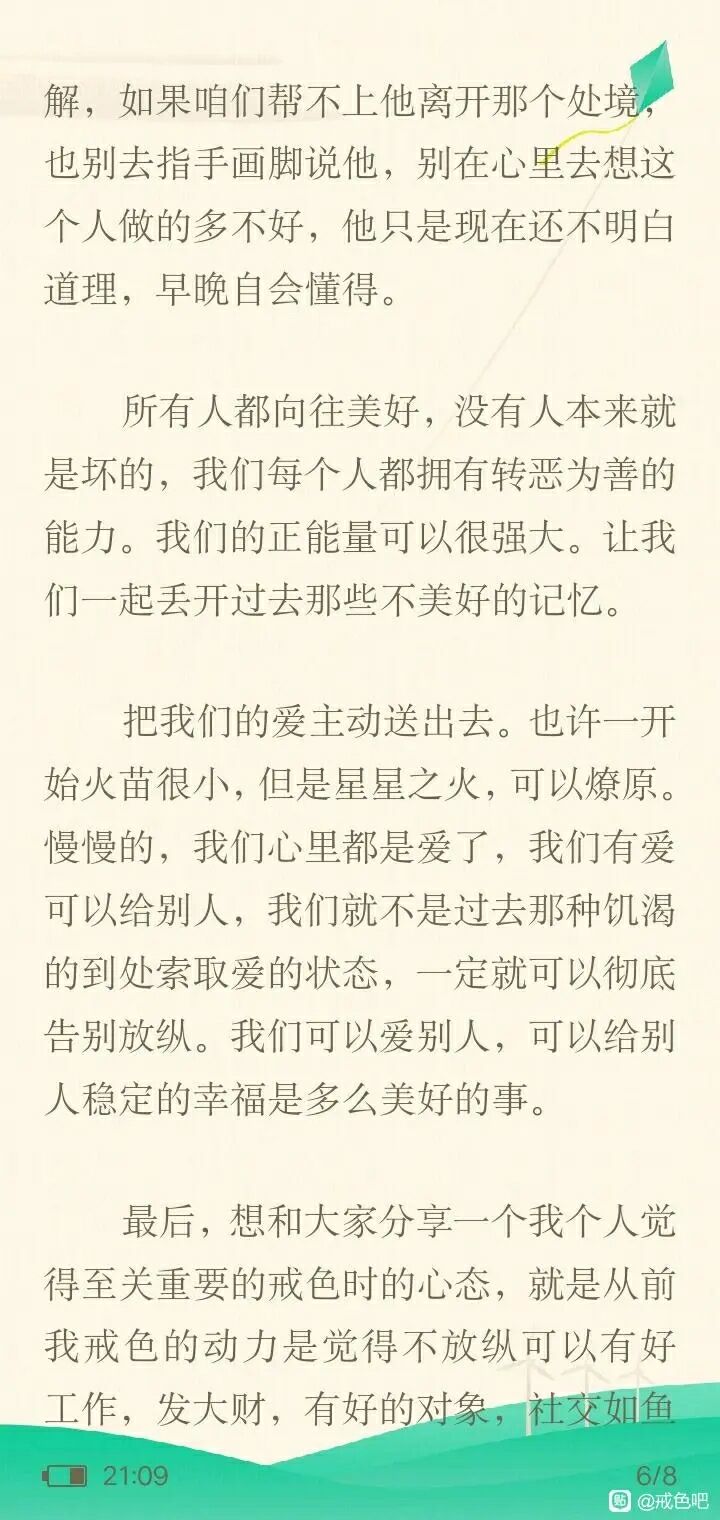 解，如果咱们帮不上他离开那个处境，
也别去指手画脚说他，别在心里去想这
个人做的多不好，他只是现在还不明白
道理，早晚自会懂得。
所有人都向往美好，没有人本来就
是坏的，我们每个人都拥有转恶为善的
能力。我们的正能量可以很强大。让我
们一起丢开过去那些不美好的记忆。
把我们的爱主动送出去。也许一开
始火苗很小，但是星星之火，可以燎原。
慢慢的，我们心里都是爱了，我们有爱
可以给别人，我们就不是过去那种饥渴
的到处索取爱的状态，一定就可以彻底
告别放纵。我们可以爱别人，可以给别
人稳定的幸福是多么美好的事。
最后，想和大家分享一个我个人觉
得至关重要的戒色时的心态，就是从前
我戒色的动力是觉得不放纵可以有好
工作，发大财，有好的对象，社交如鱼
21:09
6/8
贴 @戒色吧